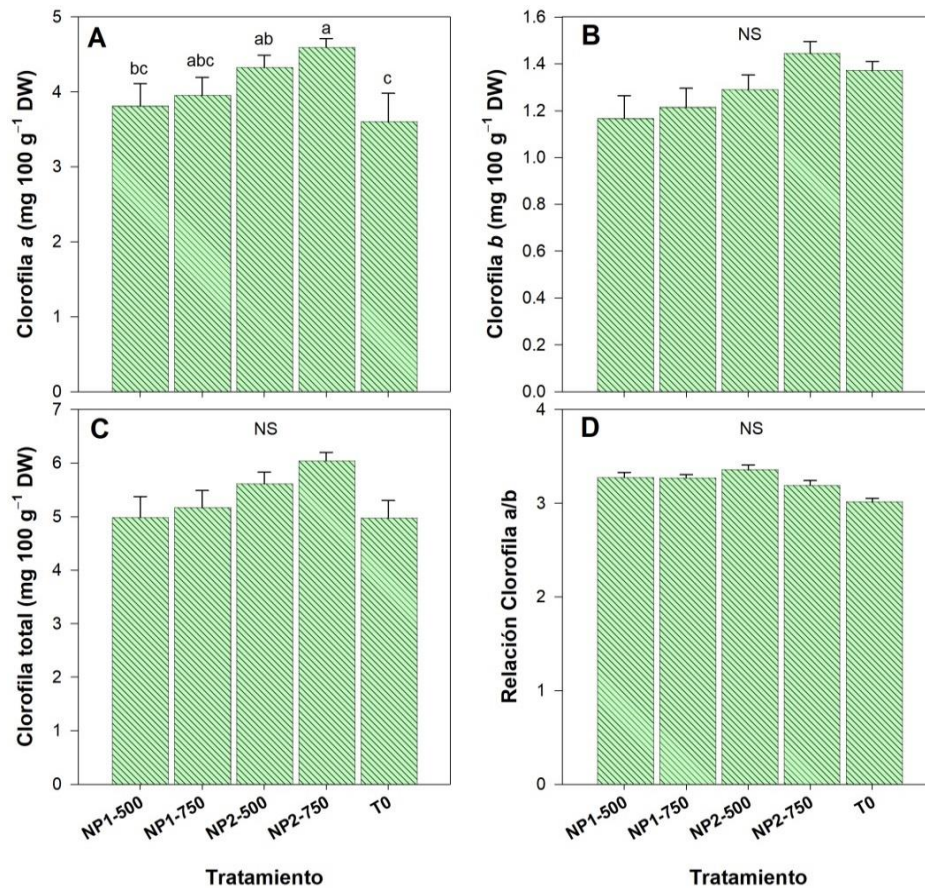 A
Clorofila a (mg 100 g⁻¹ DW)
5
4
3
2
1
0
bc
abc
ab
a
c
B
NS
Clorofila b (mg 100 g⁻¹ DW)
1.6
1.4
1.2
1.0
0.8
0.6
0.4
0.2
0.0
C
NS
Clorofila total (mg 100 g⁻¹ DW)
7
6
5
4
3
2
1
0
NP1-500
NP1-750
NP2-500
NP2-750
T0
Tratamiento
D
NS
Relación Clorofila a/b
4
3
2
1
0
NP1-500
NP1-750
NP2-500
NP2-750
T0
Tratamiento